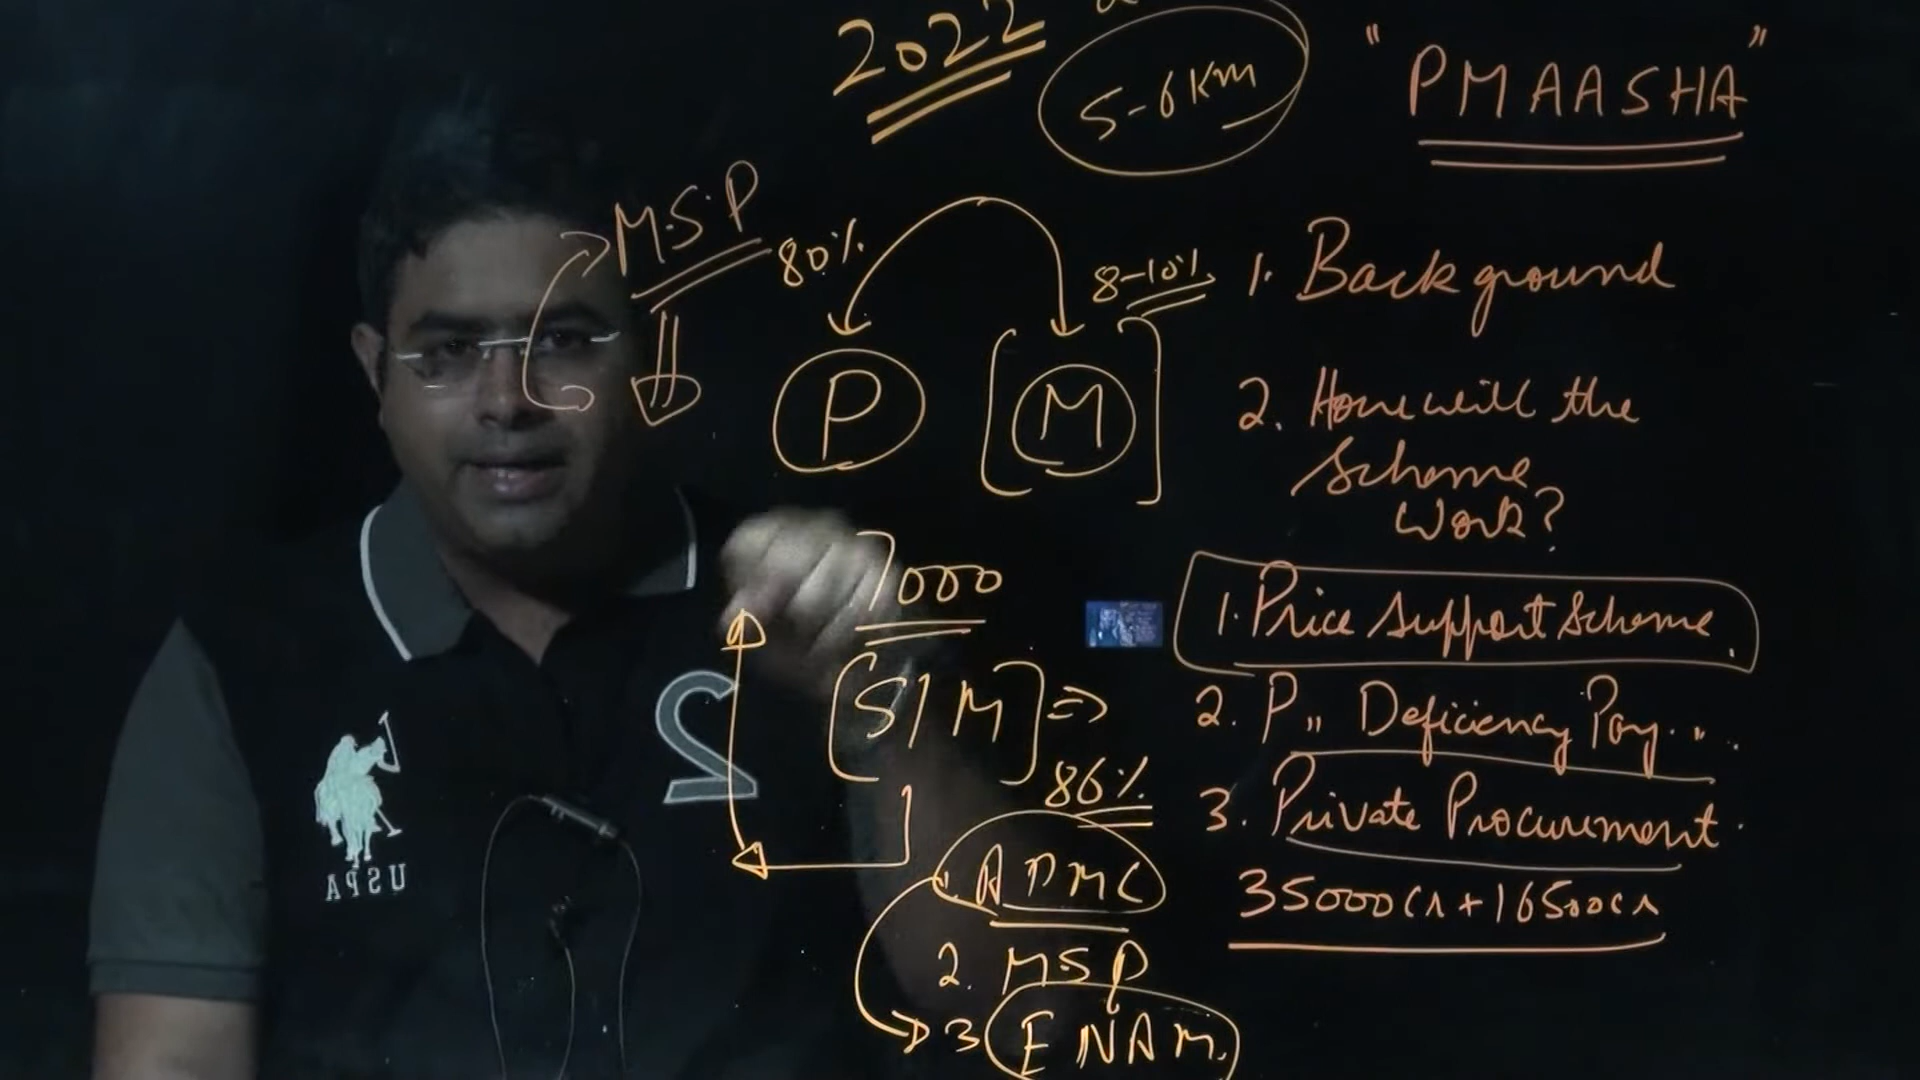 2022
5-6 Km
" PMAASHA "
M.S.P
80%
8-10%
1. Background
P
M
2. How will the
Scheme
Work?
7000
1. Price Support Scheme.
[S/M] =>
2. P,, Deficiency Pay. ,, .
86%
3. Private Procurement.
1. APMC
35000 Cr + 16500 Cr
2. MSP
3 ENAM.
2
USPA